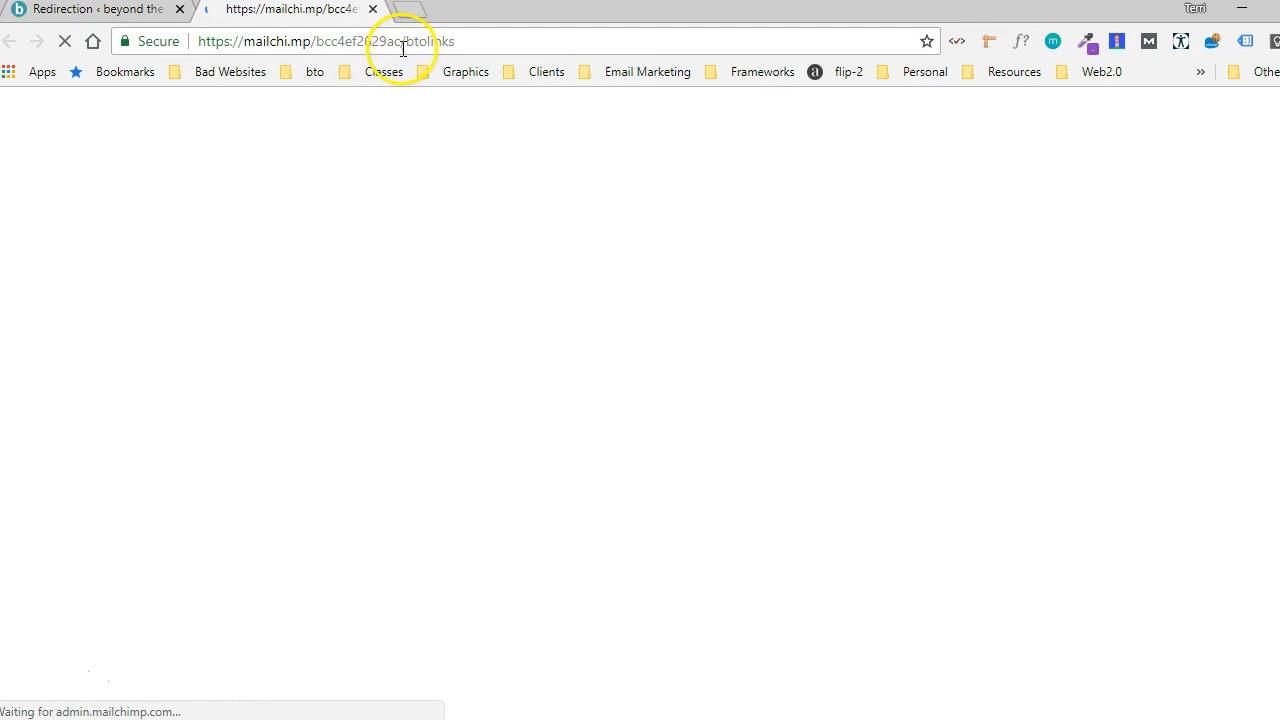 Redirection ‹ beyond the
https://mailchi.mp/bcc4e
Terri
Secure
https://mailchi.mp/bcc4ef2629ac/btolinks
Apps
Bookmarks
Bad Websites
bto
Classes
Graphics
Clients
Email Marketing
Frameworks
flip-2
Personal
Resources
Web2.0
»
Othe
Waiting for admin.mailchimp.com...